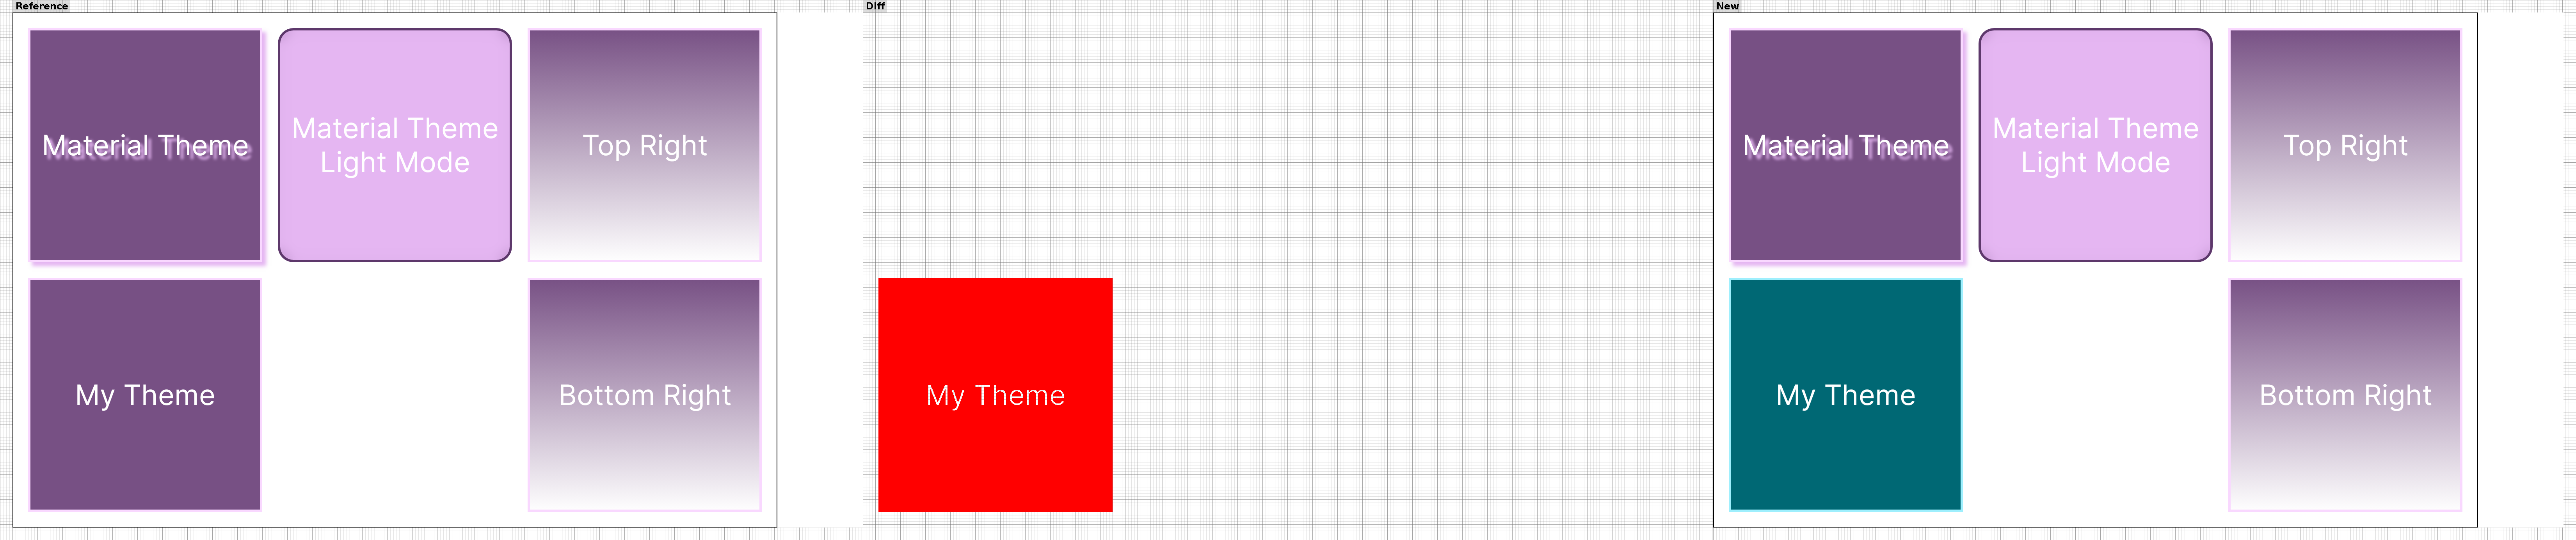 Reference
Diff
New
Material Theme
Material Theme
Light Mode
Top Right
Material Theme
Material Theme
Light Mode
Top Right
My Theme
Bottom Right
My Theme
My Theme
Bottom Right